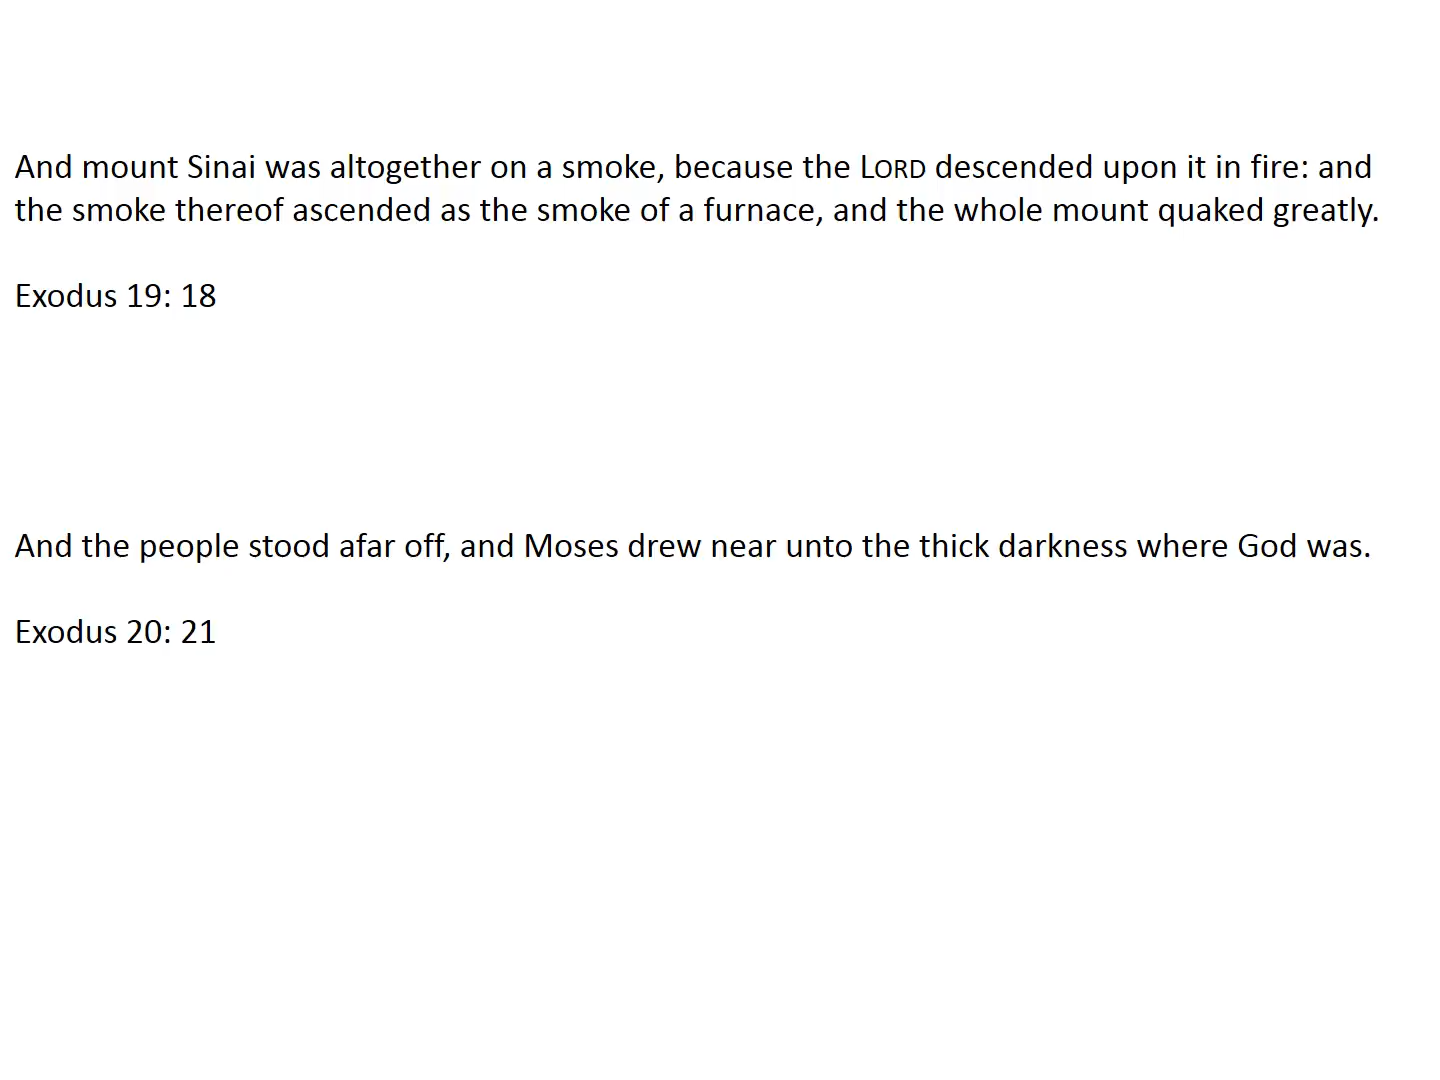 And mount Sinai was altogether on a smoke, because the LORD descended upon it in fire: and
the smoke thereof ascended as the smoke of a furnace, and the whole mount quaked greatly.
Exodus 19: 18
And the people stood afar off, and Moses drew near unto the thick darkness where God was.
Exodus 20: 21